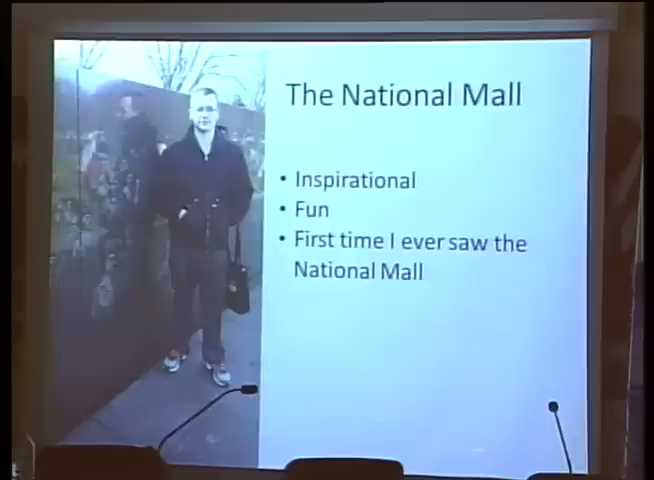 The National Mall
• Inspirational
• Fun
• First time I ever saw the
National Mall